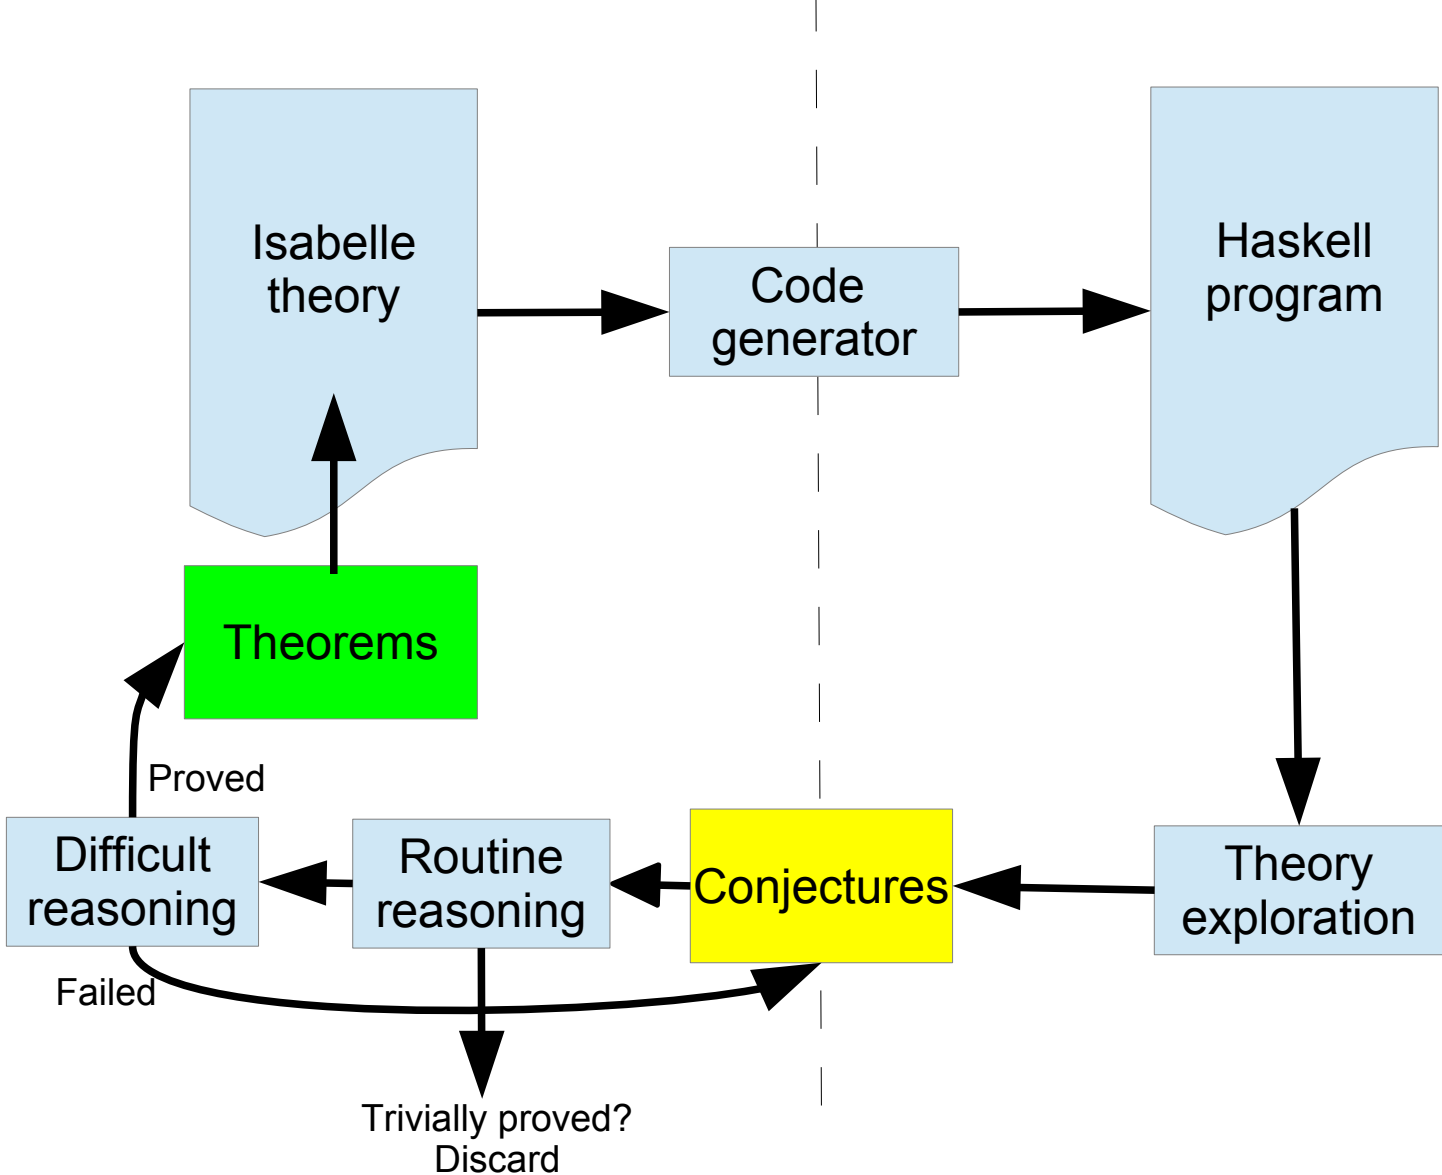 Isabelle
theory
Code
generator
Haskell
program
Theorems
Proved
Difficult
reasoning
Routine
reasoning
Conjectures
Theory
exploration
Failed
Trivially proved?
Discard